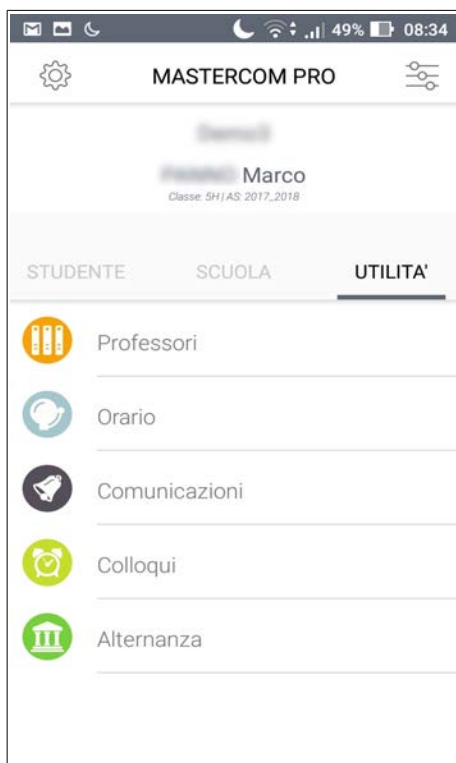 49% 08:34
MASTERCOM PRO
Marco
Classe: 5H | AS: 2017_2018
STUDENTE SCUOLA UTILITA'
Professori
Orario
Comunicazioni
Colloqui
Alternanza